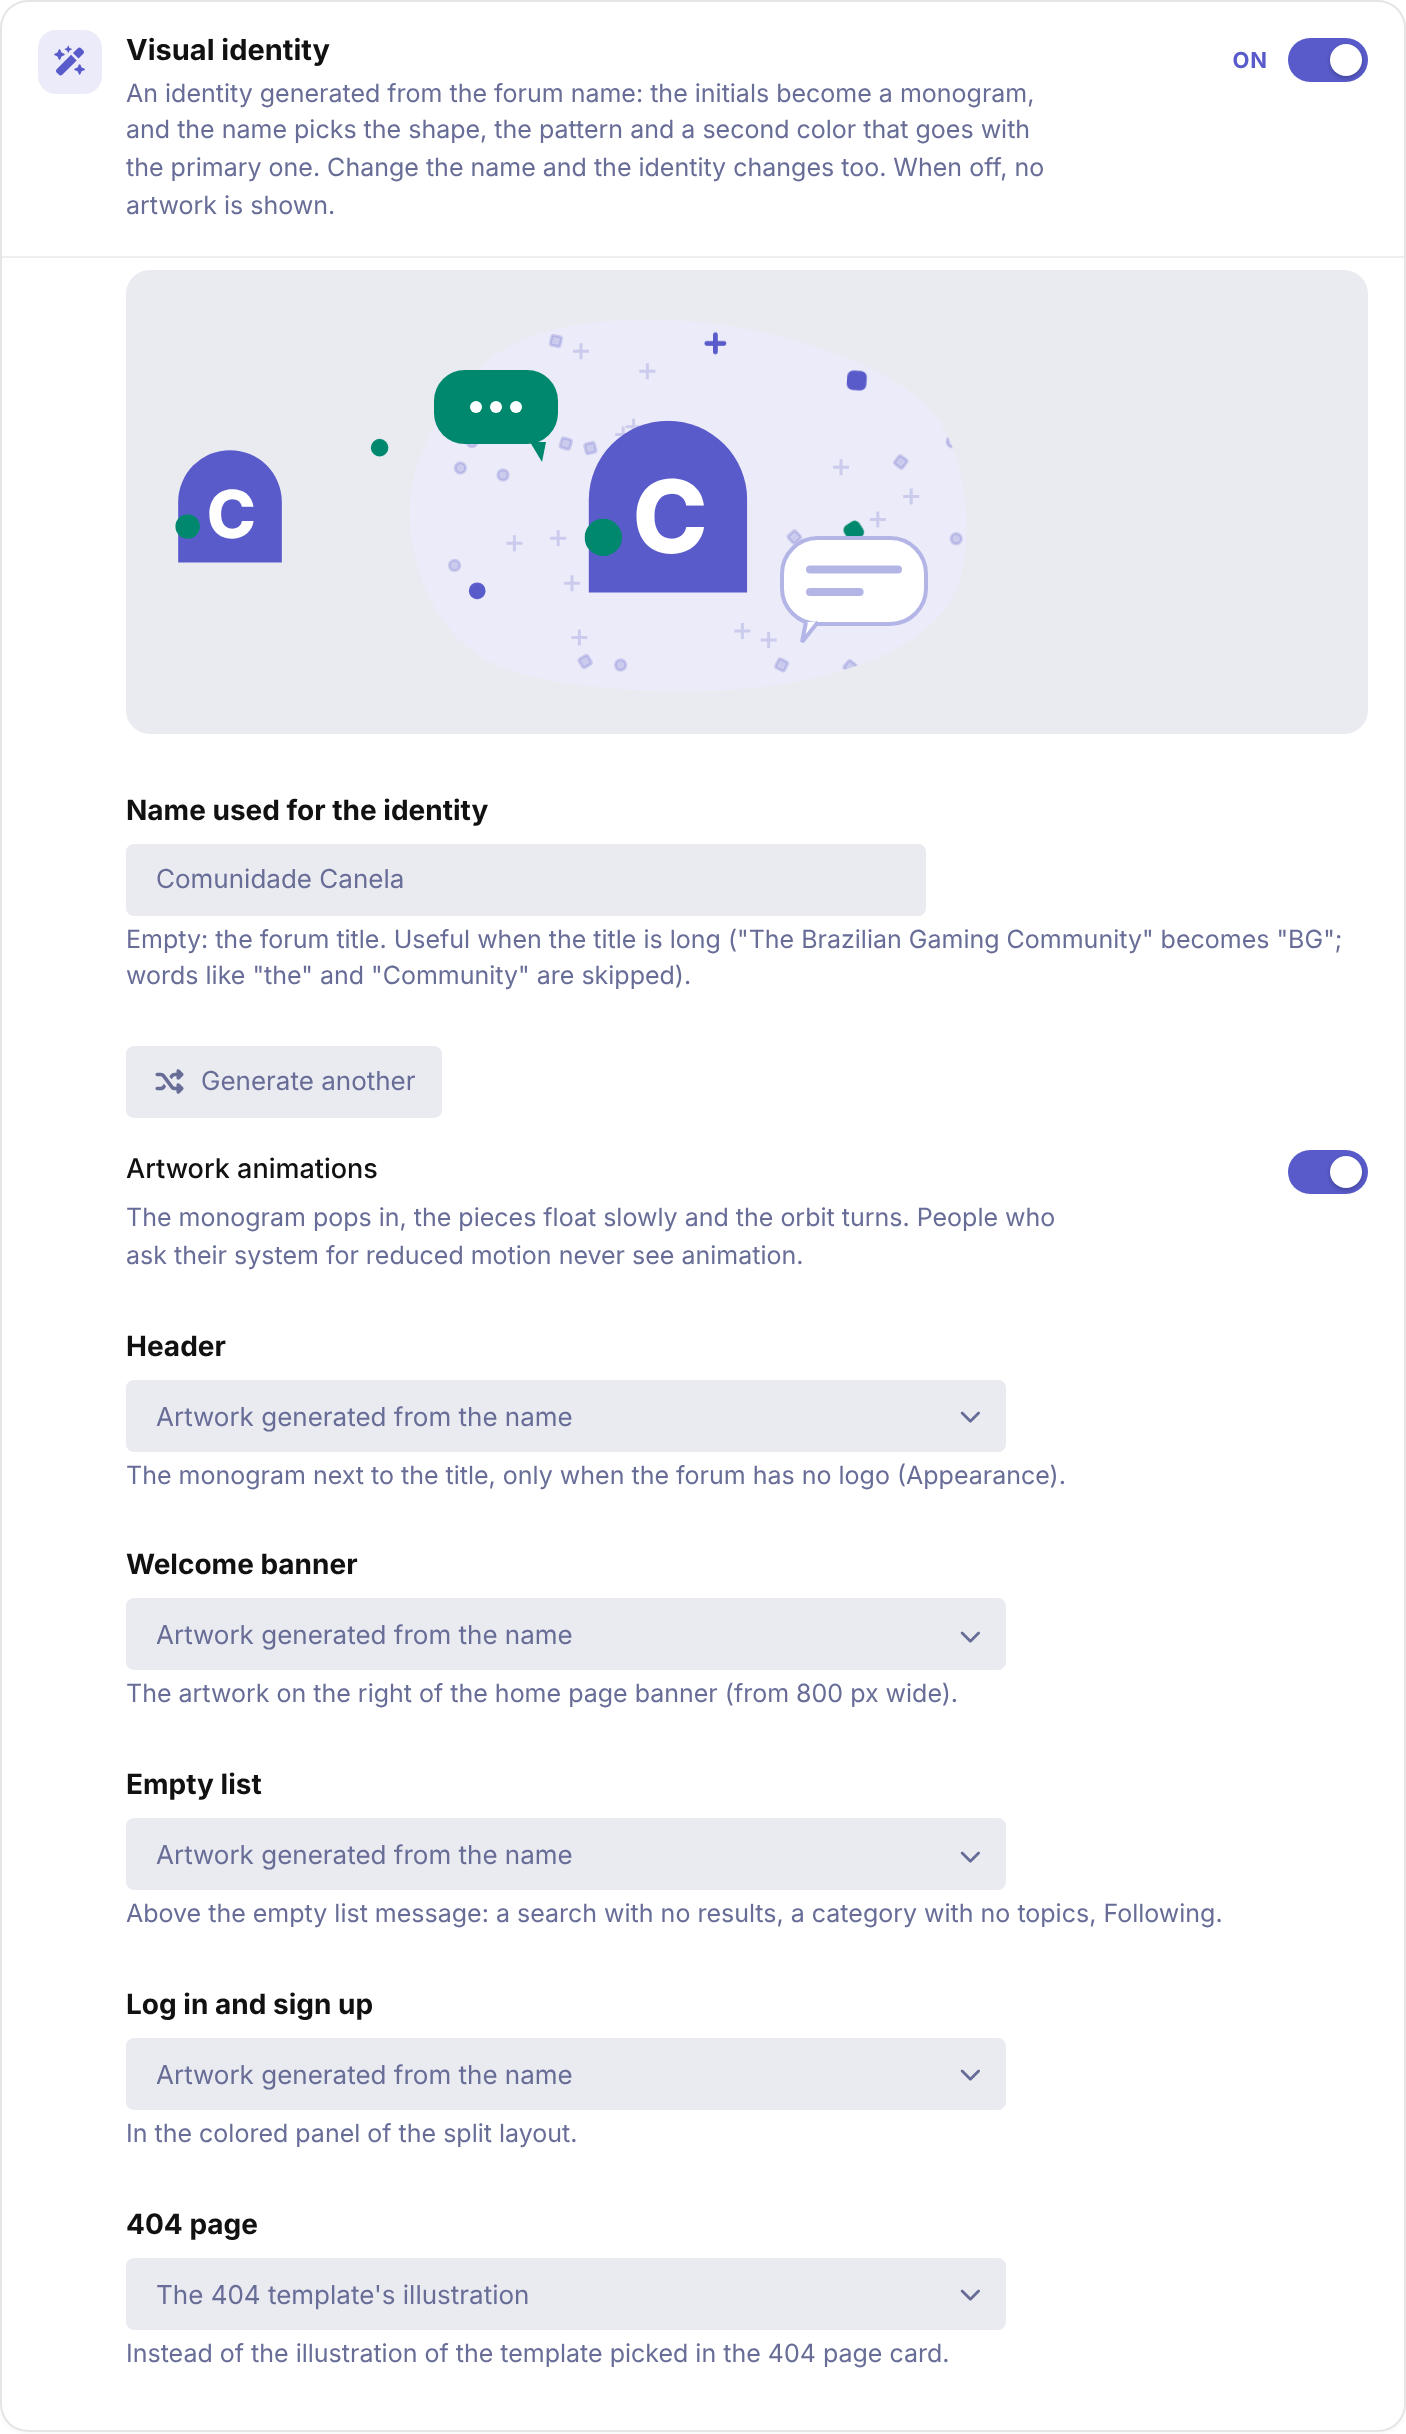 Visual identity
ON
An identity generated from the forum name: the initials become a monogram,
and the name picks the shape, the pattern and a second color that goes with
the primary one. Change the name and the identity changes too. When off, no
artwork is shown.
C
C
Name used for the identity
Comunidade Canela
Empty: the forum title. Useful when the title is long ("The Brazilian Gaming Community" becomes "BG";
words like "the" and "Community" are skipped).
Generate another
Artwork animations
The monogram pops in, the pieces float slowly and the orbit turns. People who
ask their system for reduced motion never see animation.
Header
Artwork generated from the name
The monogram next to the title, only when the forum has no logo (Appearance).
Welcome banner
Artwork generated from the name
The artwork on the right of the home page banner (from 800 px wide).
Empty list
Artwork generated from the name
Above the empty list message: a search with no results, a category with no topics, Following.
Log in and sign up
Artwork generated from the name
In the colored panel of the split layout.
404 page
The 404 template's illustration
Instead of the illustration of the template picked in the 404 page card.